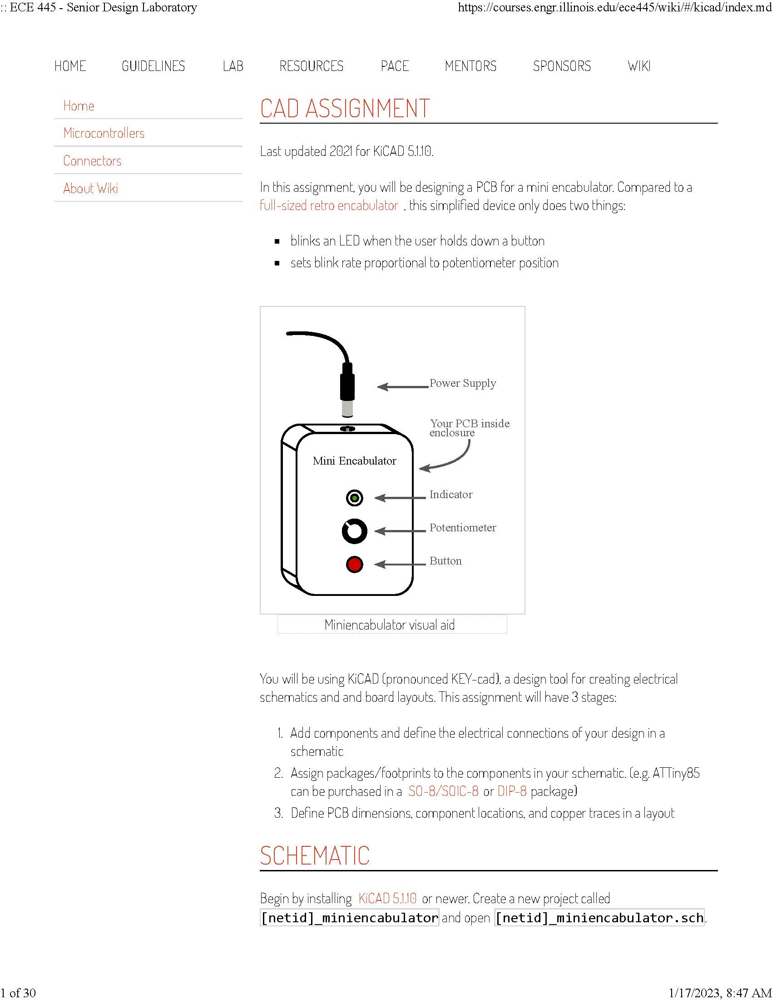 :: ECE 445 - Senior Design Laboratory
https://courses.engr.illinois.edu/ece445/wiki/#/kicad/index.md
HOME GUIDELINES LAB RESOURCES PACE MENTORS SPONSORS WIKI
Home
Microcontrollers
Connectors
About Wiki
CAD ASSIGNMENT
Last updated 2021 for KiCAD 5.1.10.
In this assignment, you will be designing a PCB for a mini encabulator. Compared to a
full-sized retro encabulator , this simplified device only does two things:
▪ blinks an LED when the user holds down a button
▪ sets blink rate proportional to potentiometer position
Power Supply
Your PCB inside
enclosure
Mini Encabulator
Indicator
Potentiometer
Button
Miniencabulator visual aid
You will be using KiCAD (pronounced KEY-cad), a design tool for creating electrical
schematics and and board layouts. This assignment will have 3 stages:
1. Add components and define the electrical connections of your design in a
schematic
2. Assign packages/footprints to the components in your schematic. (e.g. ATTiny85
can be purchased in a SO-8/SOIC-8 or DIP-8 package)
3. Define PCB dimensions, component locations, and copper traces in a layout
SCHEMATIC
Begin by installing KiCAD 5.1.10 or newer. Create a new project called
[netid]_miniencabulator and open [netid]_miniencabulator.sch.
1 of 30
1/17/2023, 8:47 AM